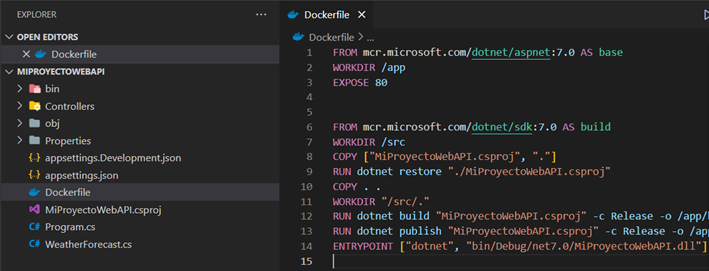 EXPLORER
OPEN EDITORS
Dockerfile
MIPROYECTOWEBAPI
bin
Controllers
obj
Properties
appsettings.Development.json
appsettings.json
Dockerfile
MiProyectoWebAPI.csproj
Program.cs
WeatherForecast.cs
Dockerfile
Dockerfile > ...
1 FROM mcr.microsoft.com/dotnet/aspnet:7.0 AS base
2 WORKDIR /app
3 EXPOSE 80
4
5
6 FROM mcr.microsoft.com/dotnet/sdk:7.0 AS build
7 WORKDIR /src
8 COPY ["MiProyectoWebAPI.csproj", "."]
9 RUN dotnet restore "./MiProyectoWebAPI.csproj"
10 COPY . .
11 WORKDIR "/src/."
12 RUN dotnet build "MiProyectoWebAPI.csproj" -c Release -o /app/
13 RUN dotnet publish "MiProyectoWebAPI.csproj" -c Release -o /app
14 ENTRYPOINT ["dotnet", "bin/Debug/net7.0/MiProyectoWebAPI.dll"]
15